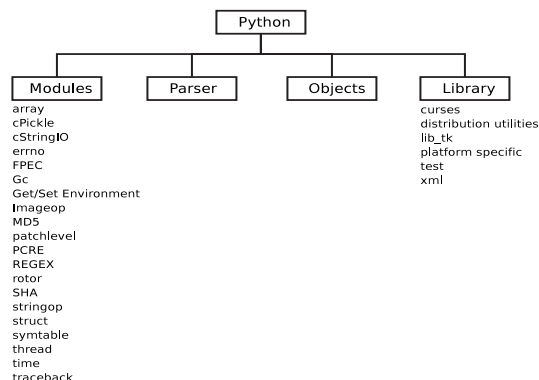 Python
Modules
Parser
Objects
Library
array
cPickle
cStringIO
errno
FPEC
Gc
Get/Set Environment
Imageop
MD5
patchlevel
PCRE
REGEX
rotor
SHA
stringop
struct
symtable
thread
time
traceback
curses
distribution utilities
lib_tk
platform specific
test
xml